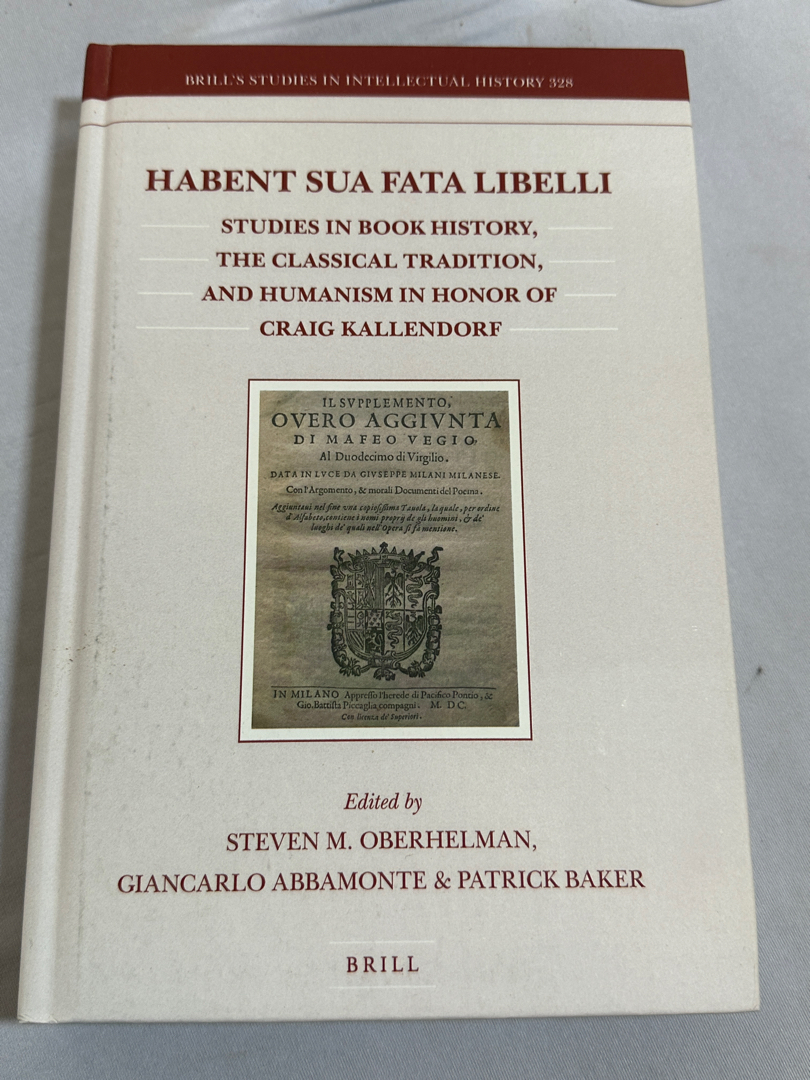 BRILL'S STUDIES IN INTELLECTUAL HISTORY 328
HABENT SUA FATA LIBELLI
STUDIES IN BOOK HISTORY,
THE CLASSICAL TRADITION,
AND HUMANISM IN HONOR OF
CRAIG KALLENDORF
IL SVPPLEMENTO,
OVERO AGGIVNTA
DI MAFEO VEGIO,
Al Duodecimo di Virgilio.
DATA IN LVCE DA GIVSEPPE MILANI MILANESE.
Con l'Argomento, & morali Documenti del Poema.
Aggiuntaui nel fine vna copiosissima Tauola, laquale, per ordine
d'Alfabeto, contiene i nomi proprij de gli huomini, & de'
luoghi de' quali nell'Opera si fà mentione.
IN MILANO Appresso l'herede di Pacifico Pontio, &
Gio. Battista Piccaglia compagni. M. DC.
Con licenza de' Superiori.
Edited by
STEVEN M. OBERHELMAN,
GIANCARLO ABBAMONTE & PATRICK BAKER
BRILL